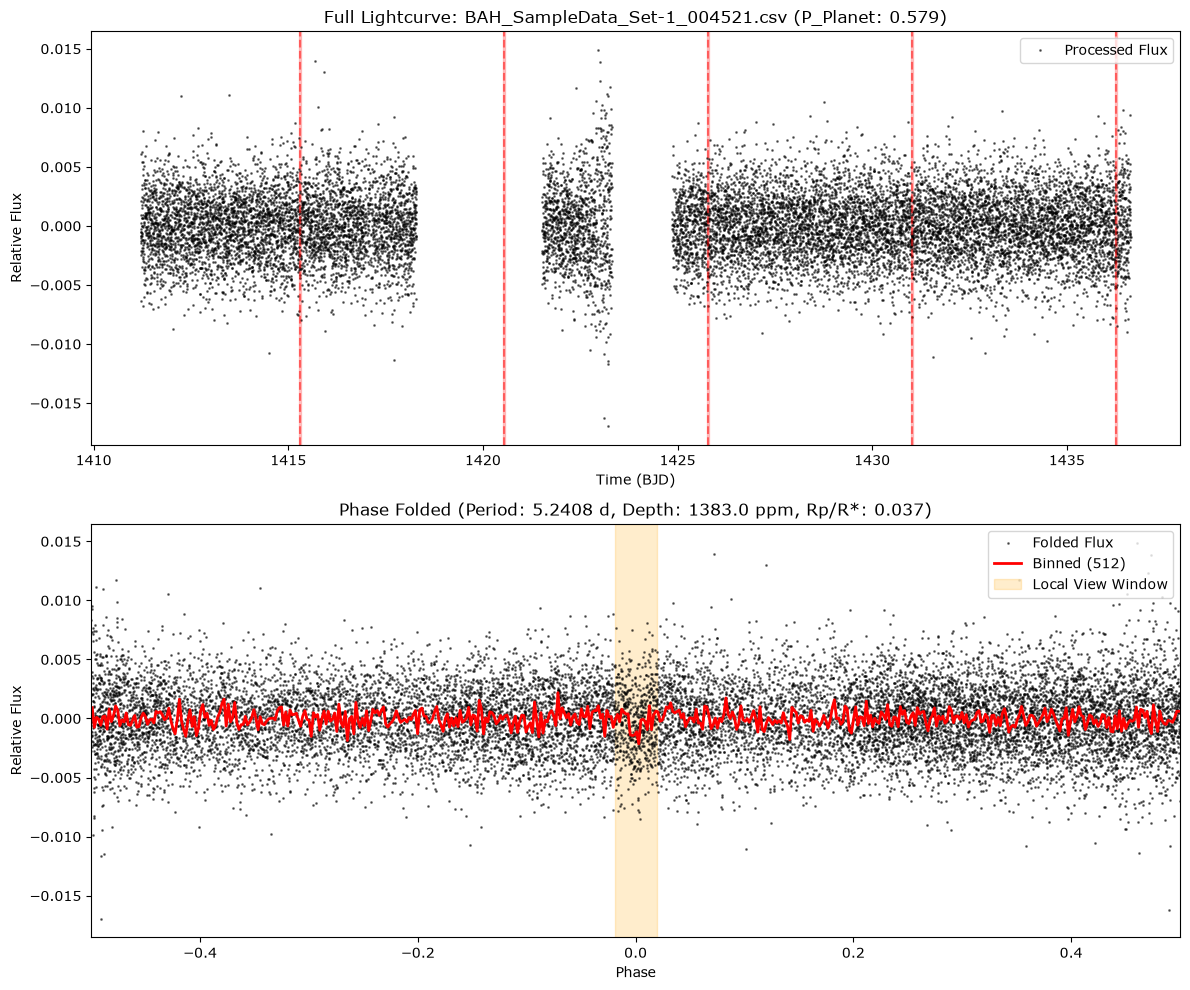 Full Lightcurve: BAH_SampleData_Set-1_004521.csv (P_Planet: 0.579)
Processed Flux
0.015
0.010
0.005
0.000
−0.005
−0.010
−0.015
Relative Flux
1410
1415
1420
1425
1430
1435
Time (BJD)
Phase Folded (Period: 5.2408 d, Depth: 1383.0 ppm, Rp/R*: 0.037)
Folded Flux
Binned (512)
Local View Window
0.015
0.010
0.005
0.000
−0.005
−0.010
−0.015
Relative Flux
−0.4
−0.2
0.0
0.2
0.4
Phase